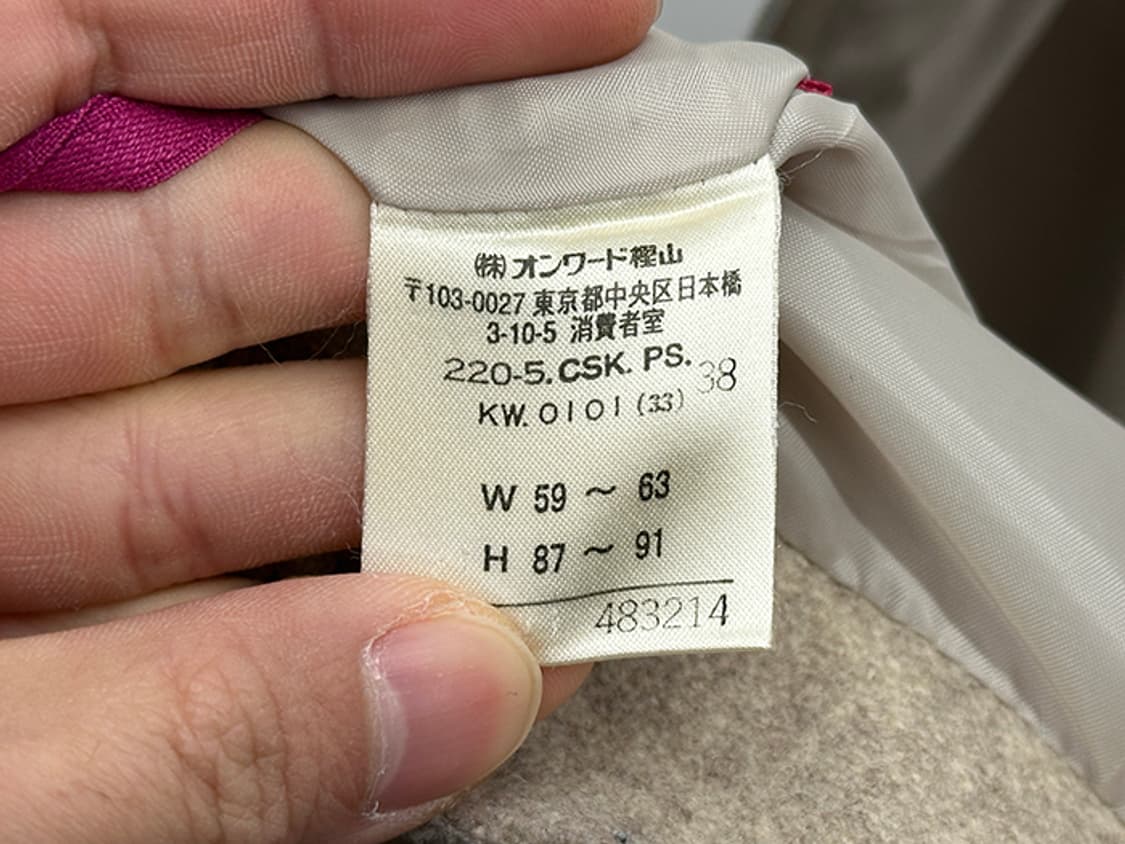 (株)オンワード樫山
〒103-0027 東京都中央区日本橋
3-10-5 消費者室
220-5.CSK. PS. 38
KW. 0101 (33)
W 59 ～ 63
H 87 ～ 91
483214